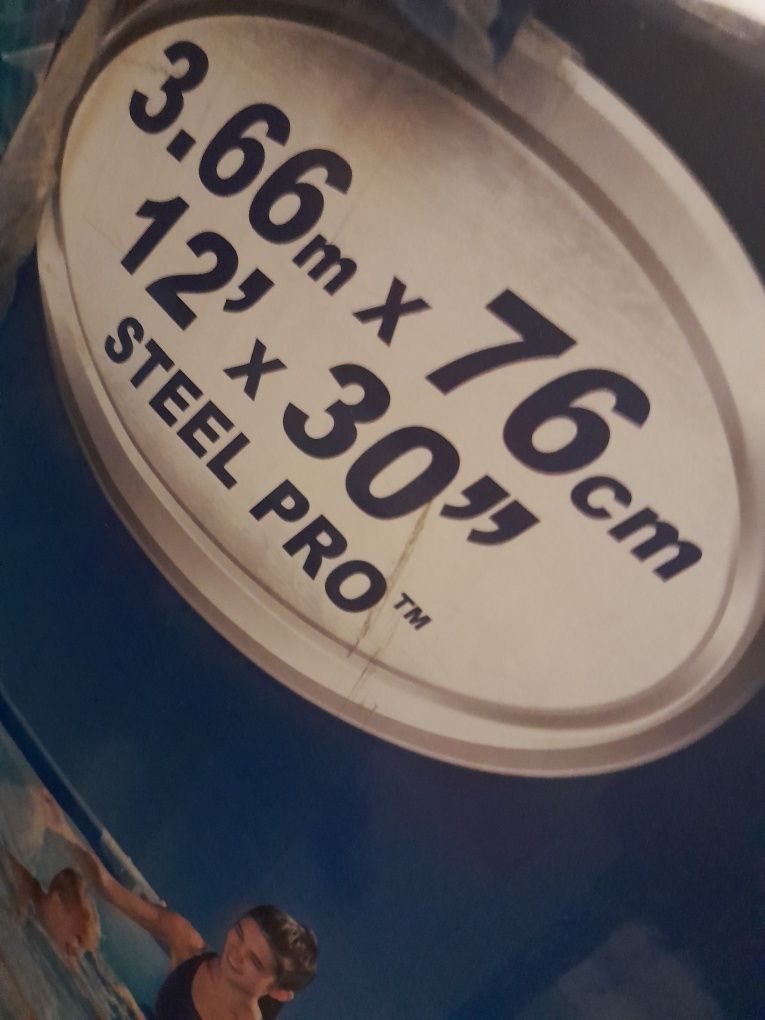 3.66m x 76cm
12' x 30”
STEEL PRO™